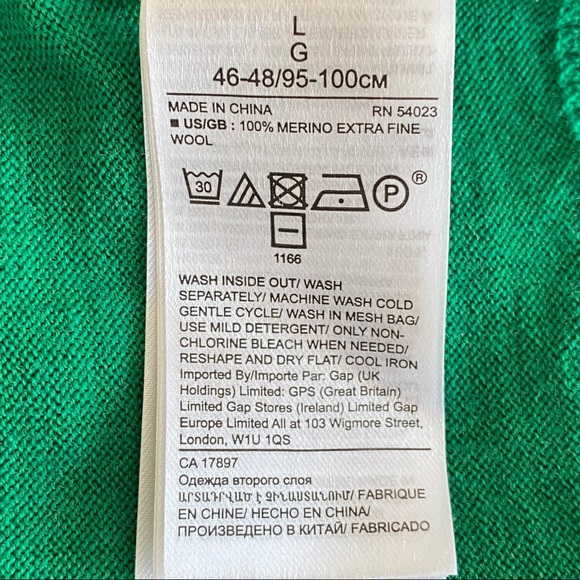 L
G
46-48/95-100СМ
MADE IN CHINA RN 54023
■ US/GB : 100% MERINO EXTRA FINE
WOOL
30 P ®
1166
WASH INSIDE OUT/ WASH
SEPARATELY/ MACHINE WASH COLD
GENTLE CYCLE/ WASH IN MESH BAG/
USE MILD DETERGENT/ ONLY NON-
CHLORINE BLEACH WHEN NEEDED/
RESHAPE AND DRY FLAT/ COOL IRON
Imported By/Importe Par: Gap (UK
Holdings) Limited: GPS (Great Britain)
Limited Gap Stores (Ireland) Limited Gap
Europe Limited All at 103 Wigmore Street,
London, W1U 1QS
CA 17897
Одежда второго слоя
ԱՐՏԱԴՐՎԱԾ Է ՉԻՆԱՍՏԱՆՈՒՄ/ FABRIQUE
EN CHINE/ HECHO EN CHINA/
ПРОИЗВЕДЕНО В КИТАЙ/ FABRICADO